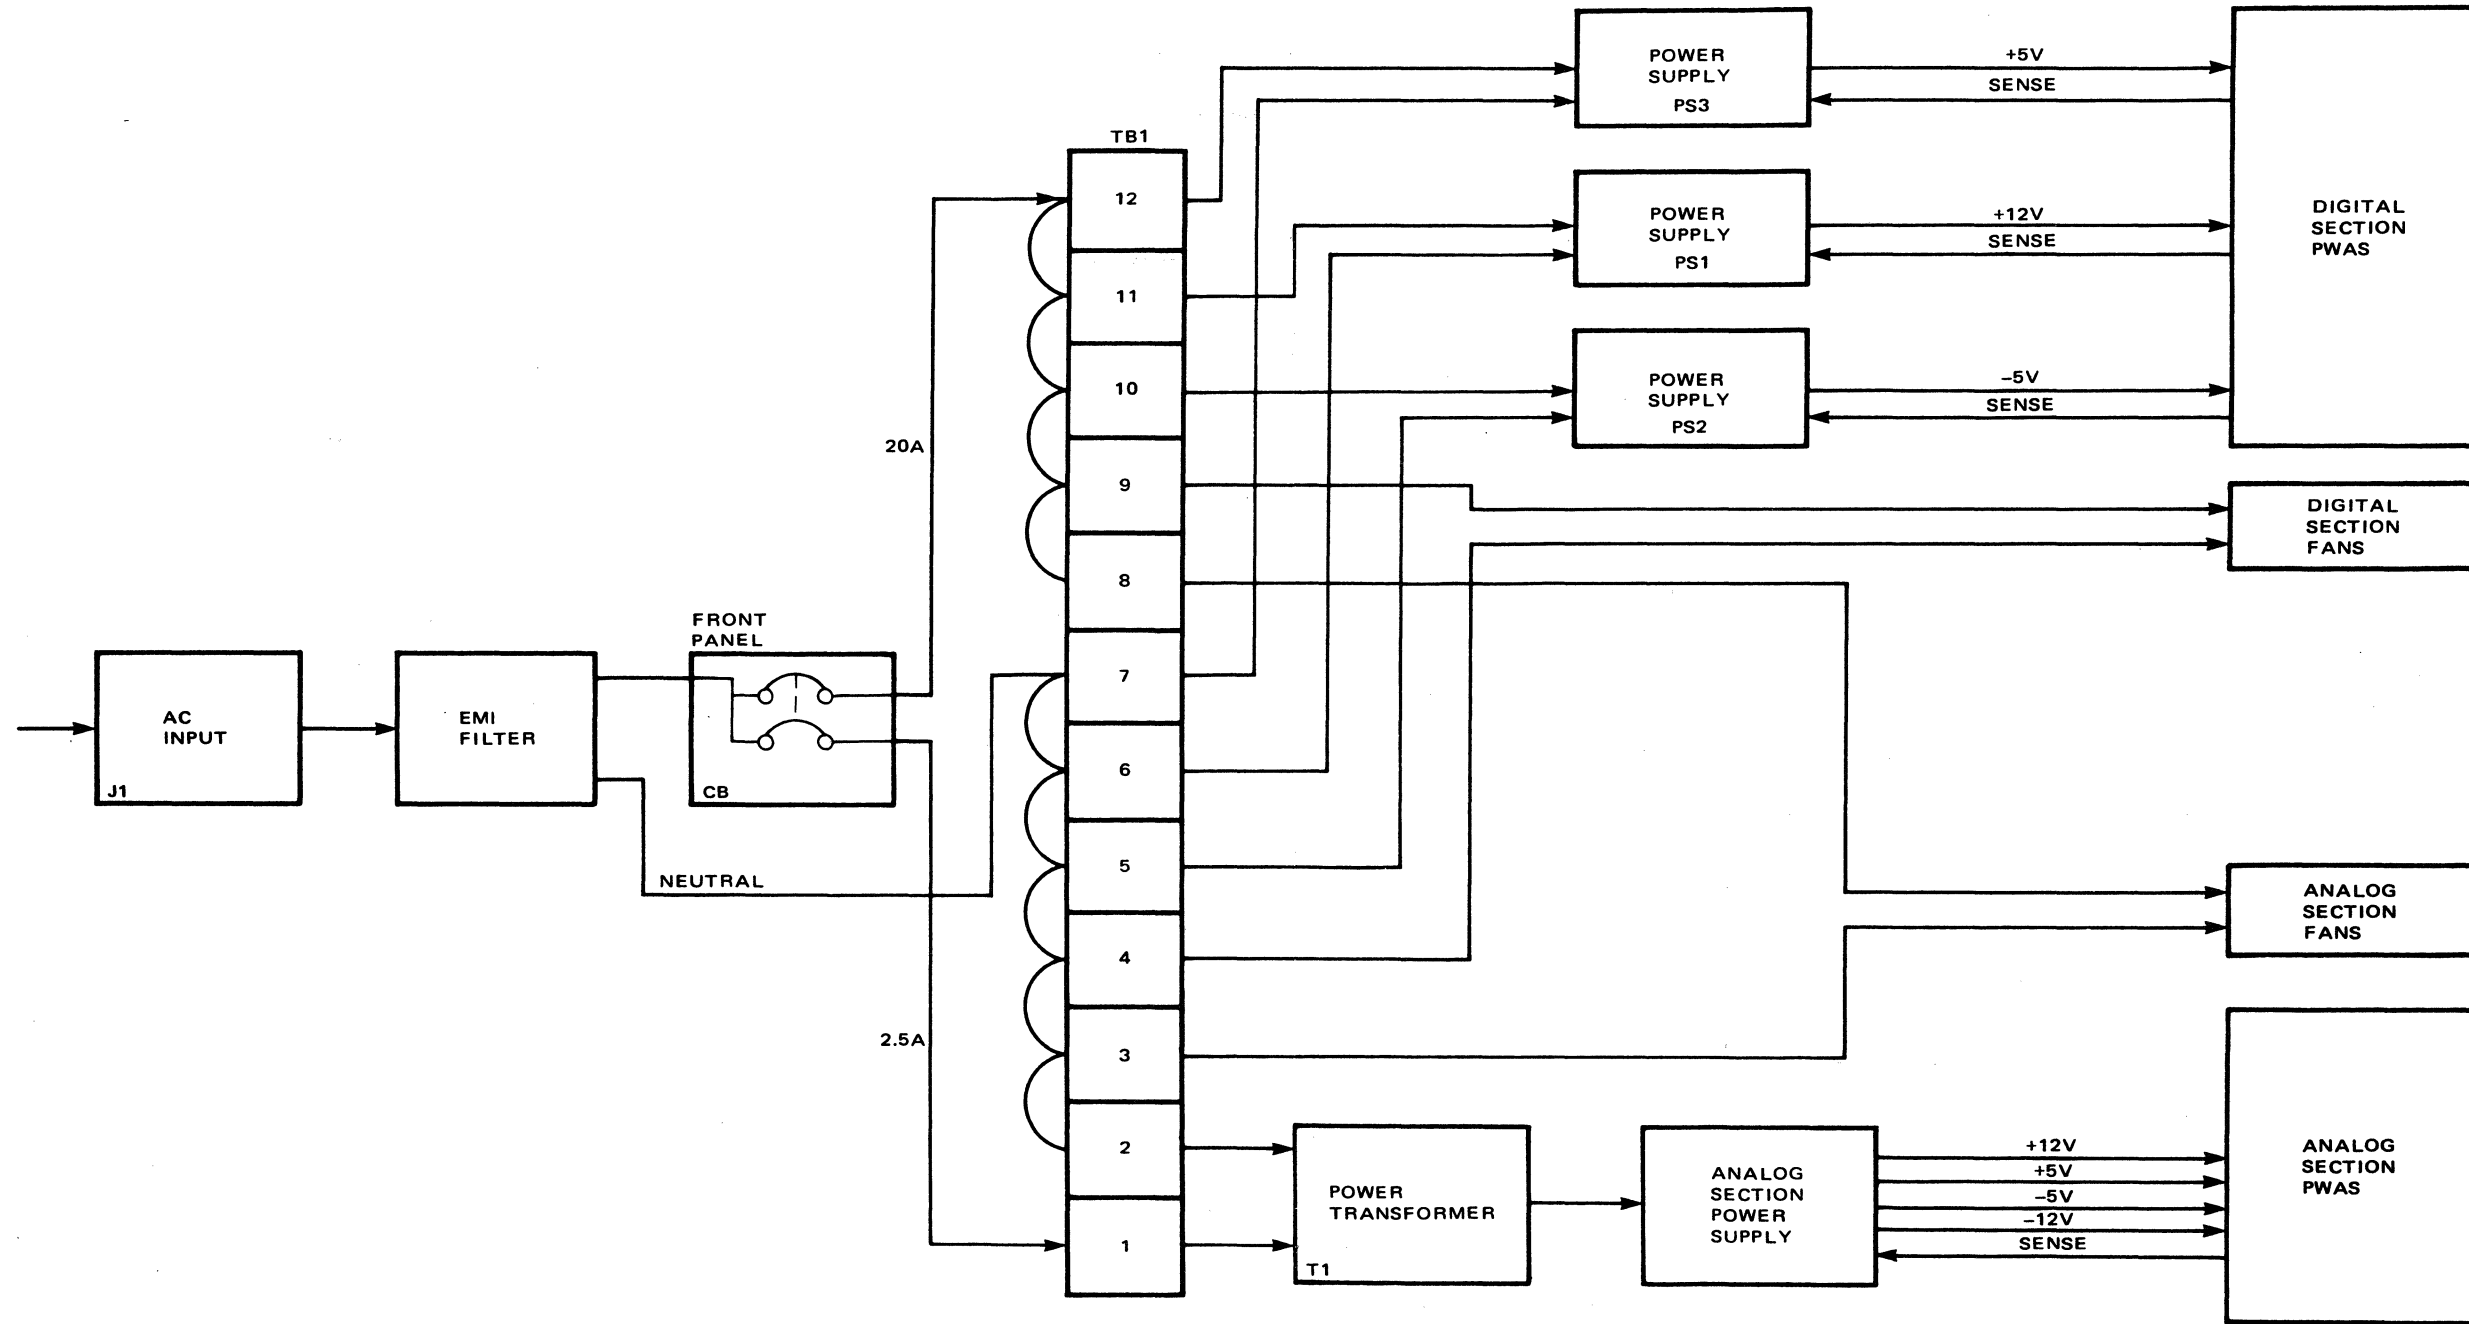 POWER
SUPPLY
PS3
+5V
SENSE
TB1
12
11
10
9
8
7
6
5
4
3
2
1
POWER
SUPPLY
PS1
+12V
SENSE
DIGITAL
SECTION
PWAS
POWER
SUPPLY
PS2
–5V
SENSE
20A
DIGITAL
SECTION
FANS
FRONT
PANEL
AC
INPUT
J1
EMI
FILTER
CB
NEUTRAL
2.5A
ANALOG
SECTION
FANS
POWER
TRANSFORMER
T1
ANALOG
SECTION
POWER
SUPPLY
+12V
+5V
–5V
–12V
SENSE
ANALOG
SECTION
PWAS